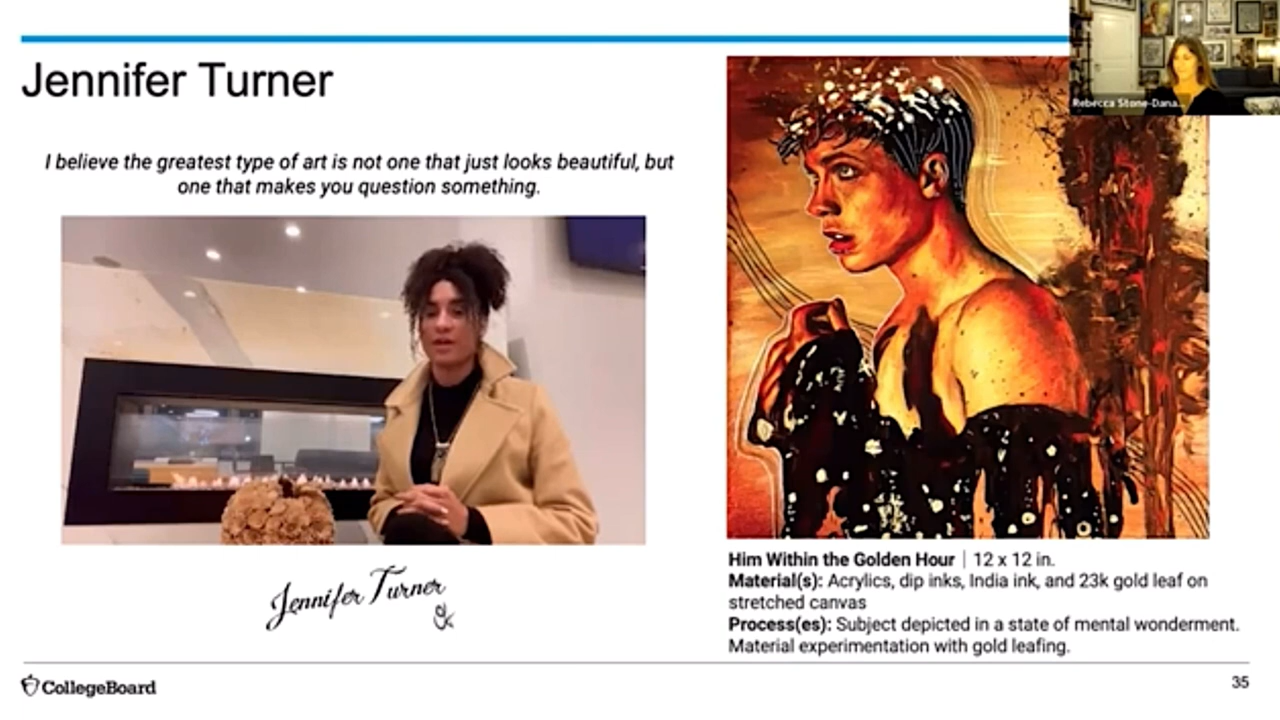 Jennifer Turner
Rebecca Stone-Dana...
I believe the greatest type of art is not one that just looks beautiful, but
one that makes you question something.
Jennifer Turner
Him Within the Golden Hour | 12 x 12 in.
Material(s): Acrylics, dip inks, India ink, and 23k gold leaf on
stretched canvas
Process(es): Subject depicted in a state of mental wonderment.
Material experimentation with gold leafing.
CollegeBoard
35